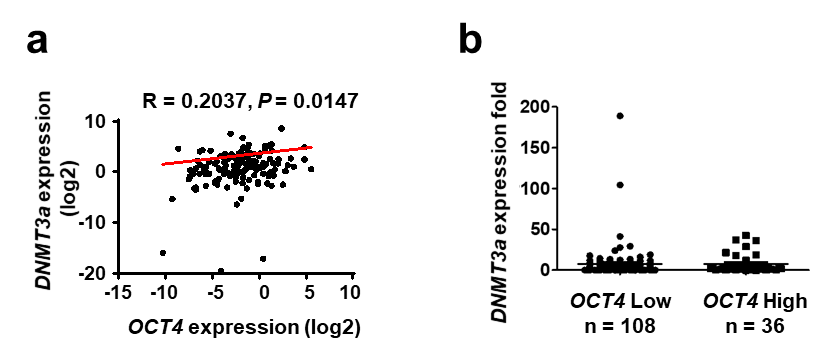 a
R = 0.2037, P = 0.0147
DNMT3a expression
(log2)
10
0
-10
-20
-15
-10
-5
0
5
10
OCT4 expression (log2)
b
DNMT3a expression fold
200
150
100
50
0
OCT4 Low
n = 108
OCT4 High
n = 36